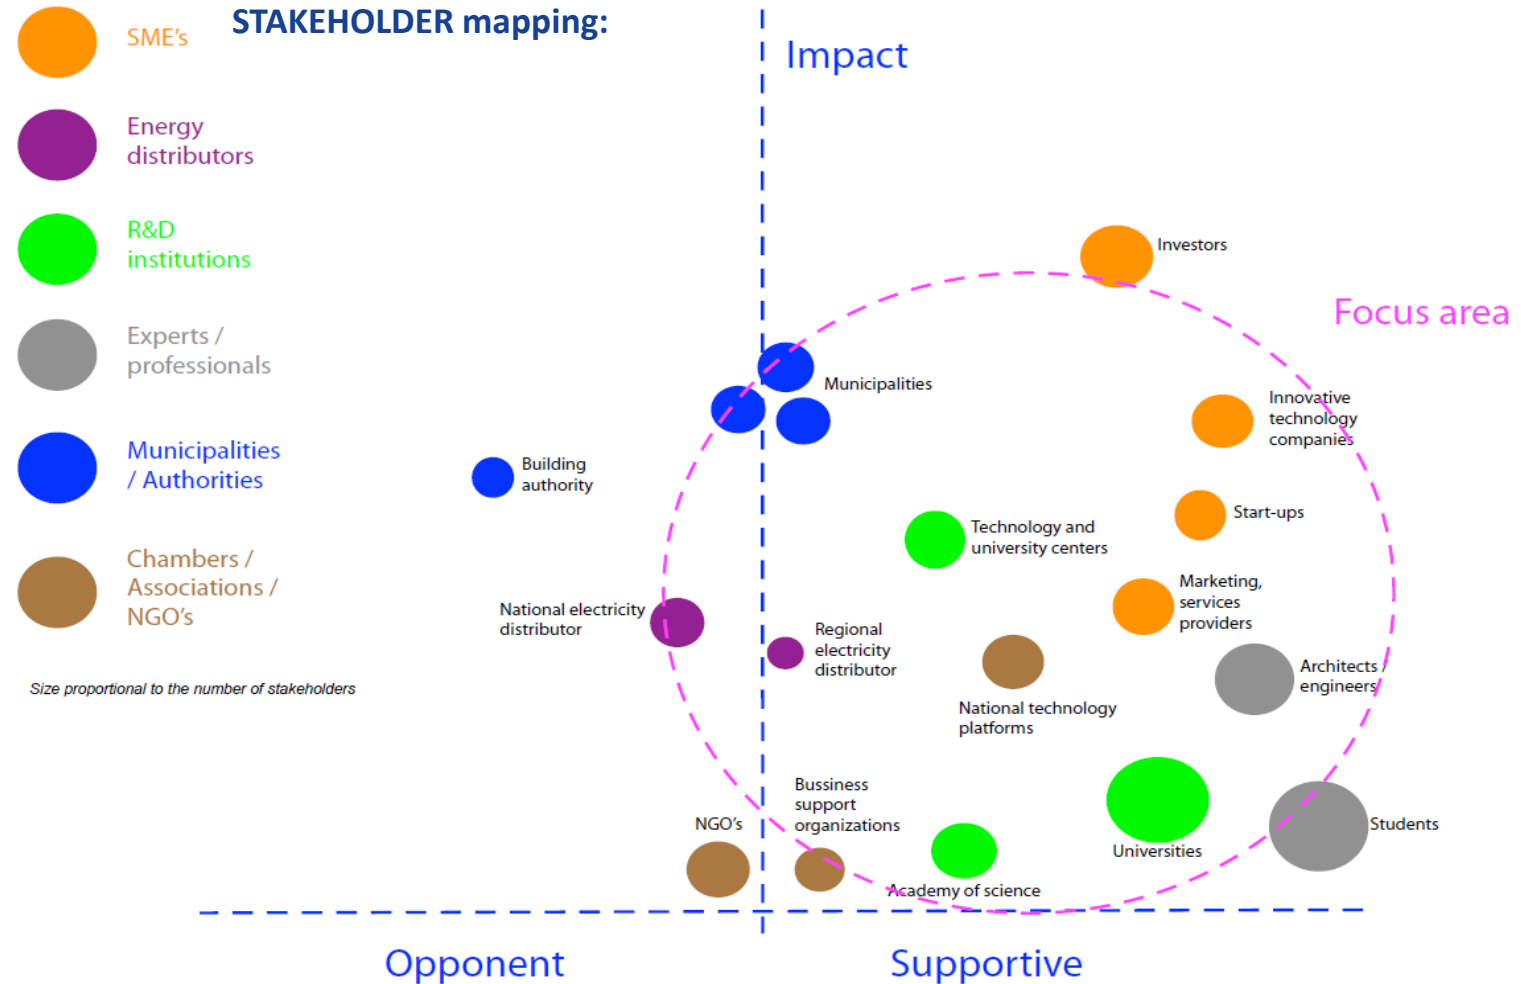 STAKEHOLDER mapping:
SME's
Energy
distributors
R&D
institutions
Experts /
professionals
Municipalities
/ Authorities
Chambers /
Associations /
NGO's
Size proportional to the number of stakeholders
Impact
Investors
Focus area
Municipalities
Innovative
technology
companies
Building
authority
Start-ups
Technology and
university centers
Marketing,
services
providers
National electricity
distributor
Regional
electricity
distributor
Architects /
engineers
National technology
platforms
Bussiness
support
organizations
NGO's
Students
Universities
Academy of science
Opponent
Supportive